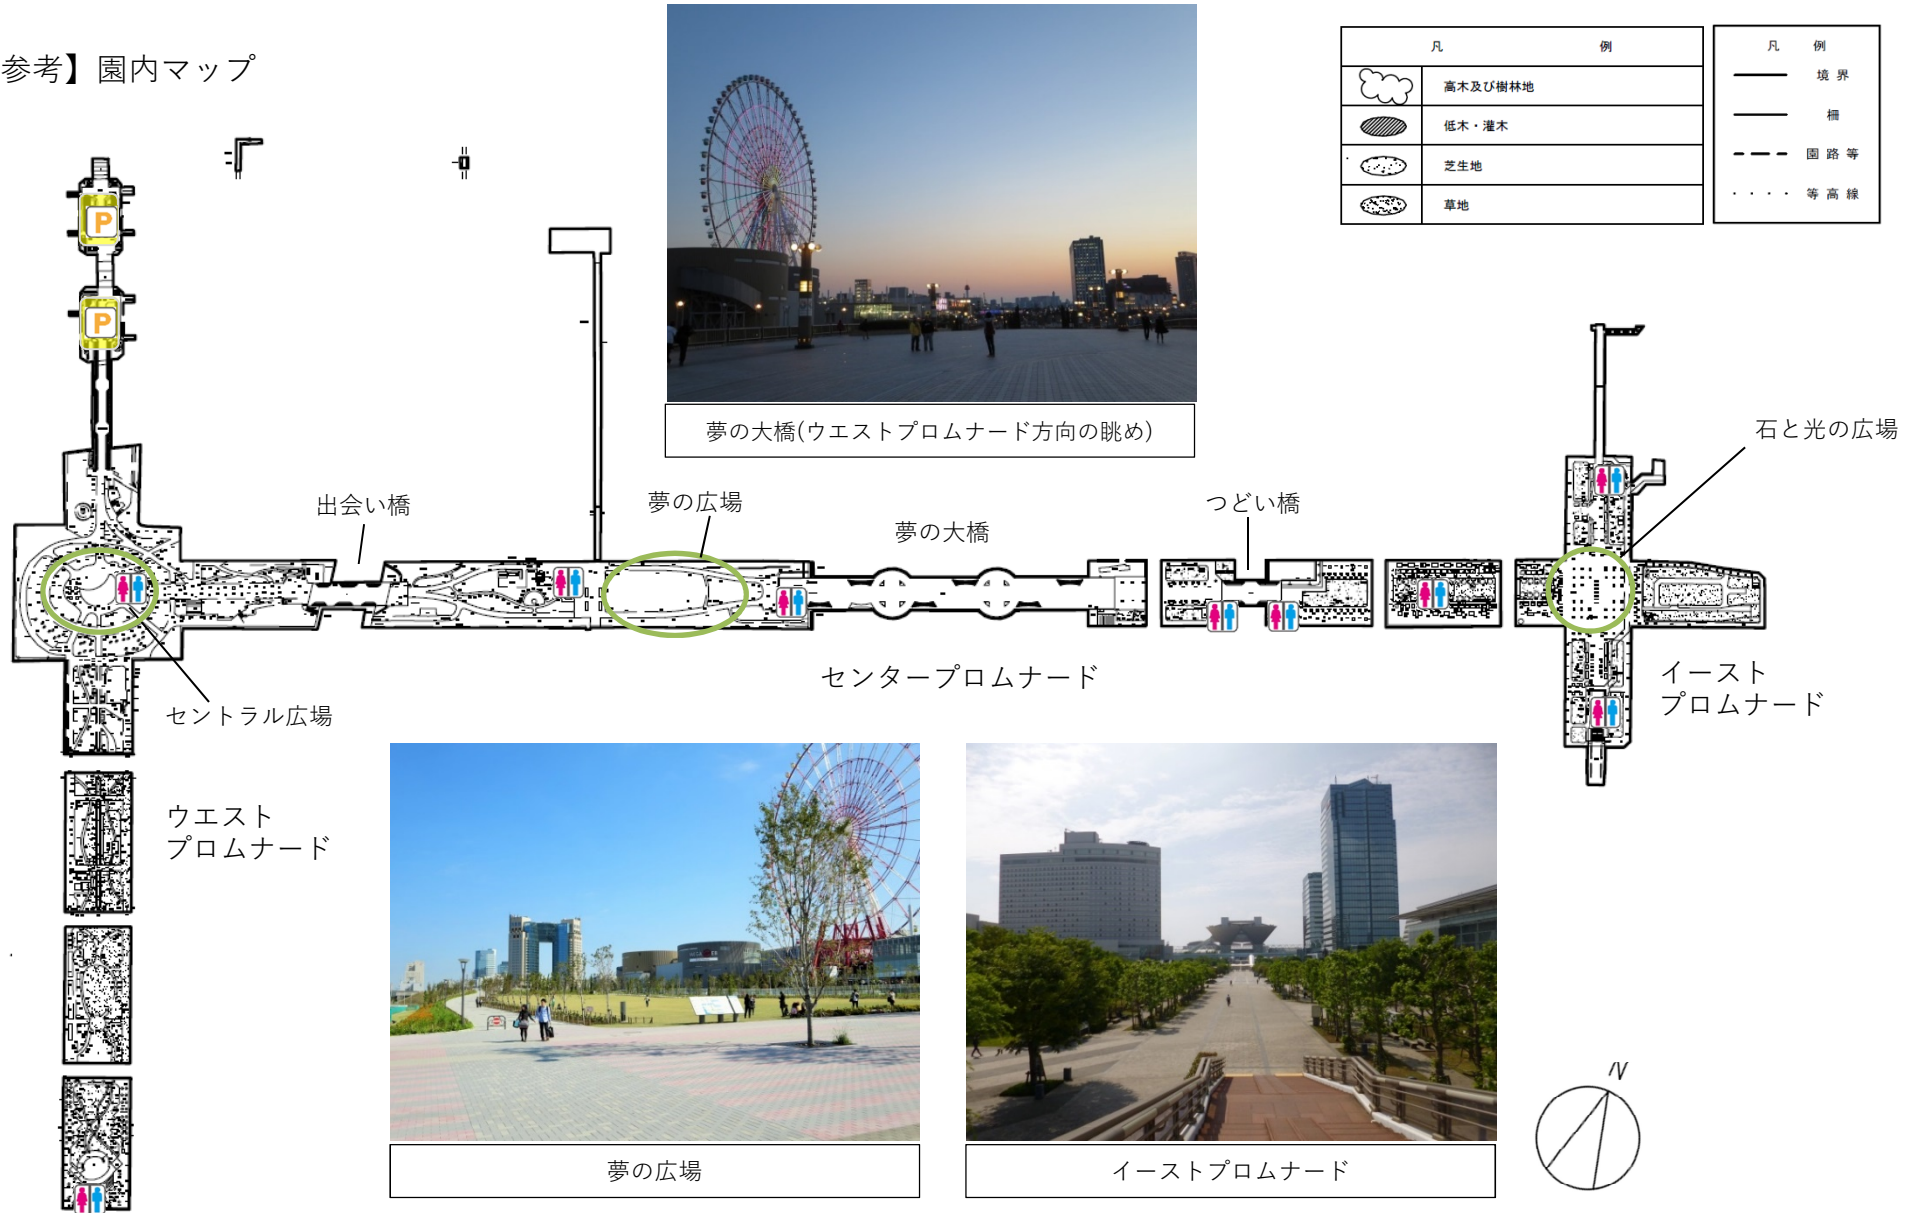 参考】園内マップ
凡 例
高木及び樹林地
低木・灌木
芝生地
草地
凡 例
境 界
柵
園 路 等
等 高 線
P
P
夢の大橋(ウエストプロムナード方向の眺め)
石と光の広場
出会い橋
夢の広場
夢の大橋
つどい橋
センタープロムナード
イースト
プロムナード
セントラル広場
ウエスト
プロムナード
夢の広場
イーストプロムナード
N